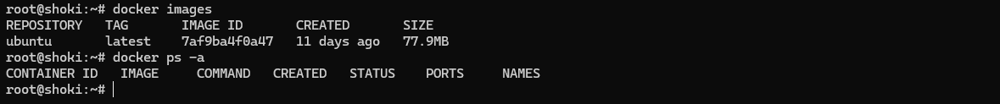 root@shoki:~# docker images
REPOSITORY   TAG       IMAGE ID       CREATED       SIZE
ubuntu       latest    7af9ba4f0a47   11 days ago   77.9MB
root@shoki:~# docker ps -a
CONTAINER ID   IMAGE     COMMAND   CREATED   STATUS    PORTS     NAMES
root@shoki:~#